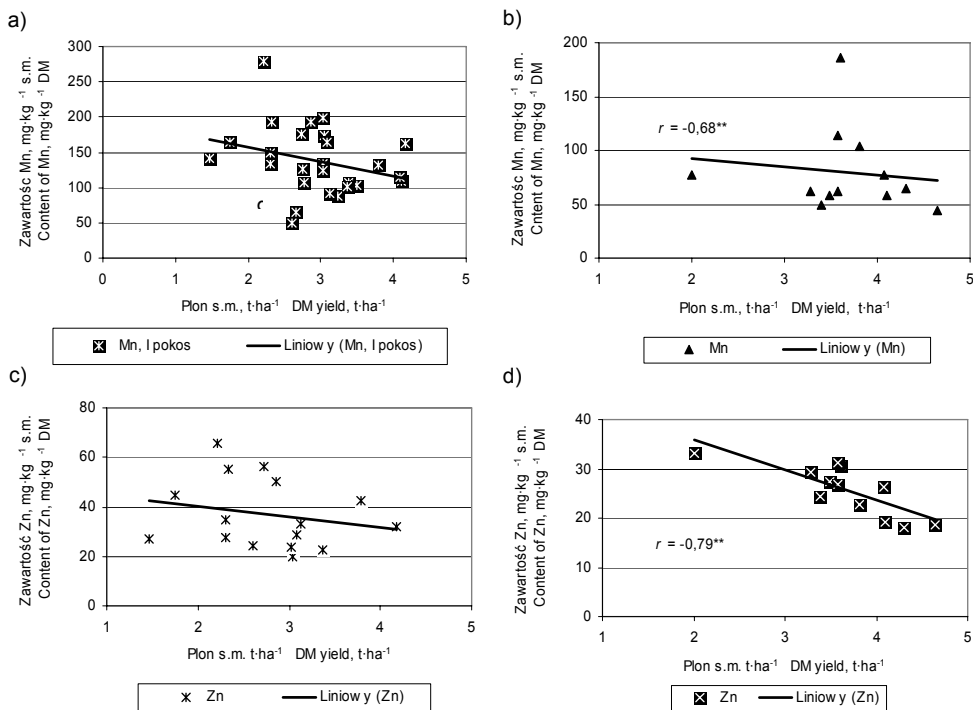 a)
Zawartość Mn, mg·kg ⁻¹ s.m.
Content of Mn, mg·kg ⁻¹ DM
300
250
200
150
100
50
0
0 1 2 3 4 5
Plon s.m., t·ha⁻¹ DM yield, t·ha⁻¹
Mn, I pokos Liniow y (Mn, I pokos)
b)
Zawartość Mn, mg·kg ⁻¹ s.m.
Cntent of Mn, mg·kg ⁻¹ DM
200
150
100
50
0
r = -0,68**
1 2 3 4 5
Plon s.m., t·ha⁻¹ DM yield, t·ha⁻¹
Mn Liniow y (Mn)
c)
Zawartość Zn, mg·kg ⁻¹ s.m.
Content of Zn, mg·kg ⁻¹ DM
80
60
40
20
0
1 2 3 4 5
Plon s.m. t·ha⁻¹ DM yield, t·ha⁻¹
Zn Liniow y (Zn)
d)
Zawartość Zn, mg·kg ⁻¹ s.m.
Content of Zn, mg·kg ⁻¹ DM
40
30
20
10
0
r = -0,79**
1 2 3 4 5
Plon s.m. t·ha⁻¹ DM yield, t·ha⁻¹
Zn Liniow y (Zn)